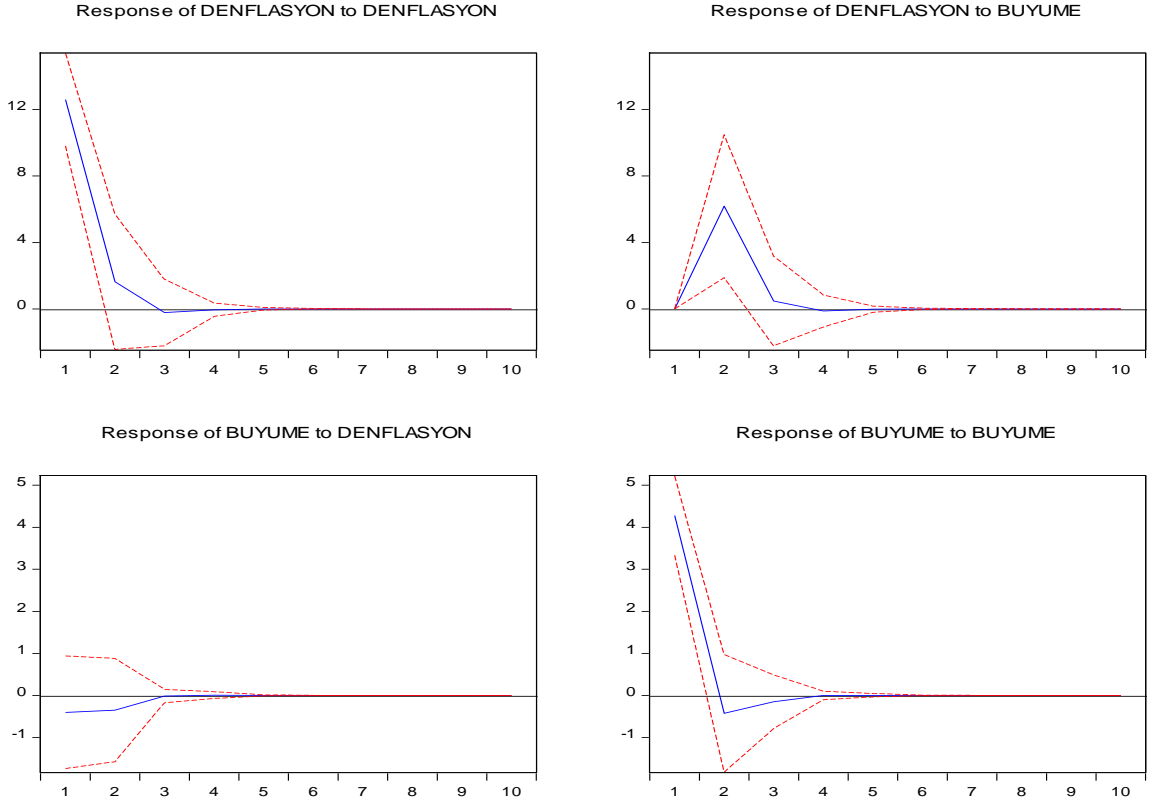 Response of DENFLASYON to DENFLASYON
12
8
4
0
1 2 3 4 5 6 7 8 9 10
Response of DENFLASYON to BUYUME
12
8
4
0
1 2 3 4 5 6 7 8 9 10
Response of BUYUME to DENFLASYON
5
4
3
2
1
0
-1
1 2 3 4 5 6 7 8 9 10
Response of BUYUME to BUYUME
5
4
3
2
1
0
-1
1 2 3 4 5 6 7 8 9 10